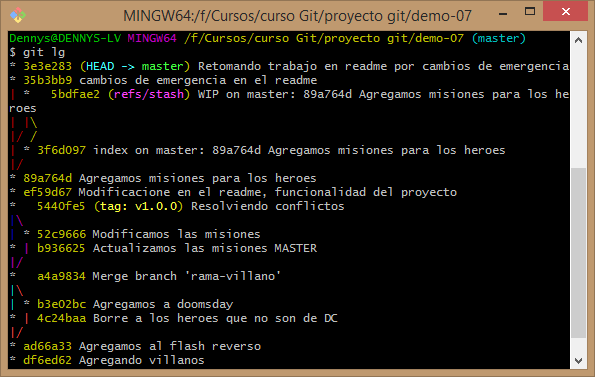 MINGW64:/f/Cursos/curso Git/proyecto git/demo-07
Dennys@DENNYS-LV MINGW64 /f/Cursos/curso Git/proyecto git/demo-07 (master)
$ git lg
* 3e3e283 (HEAD -> master) Retomando trabajo en readme por cambios de emergencia
* 35b3bb9 cambios de emergencia en el readme
| *   5bdfae2 (refs/stash) WIP on master: 89a764d Agregamos misiones para los he
roes
| |\
|/ /
| * 3f6d097 index on master: 89a764d Agregamos misiones para los heroes
|/
* 89a764d Agregamos misiones para los heroes
* ef59d67 Modificacione en el readme, funcionalidad del proyecto
*   5440fe5 (tag: v1.0.0) Resolviendo conflictos
|\
| * 52c9666 Modificamos las misiones
* | b936625 Actualizamos las misiones MASTER
|/
*   a4a9834 Merge branch 'rama-villano'
|\
| * b3e02bc Agregamos a doomsday
* | 4c24baa Borre a los heroes que no son de DC
|/
* ad66a33 Agregamos al flash reverso
* df6ed62 Agregando villanos